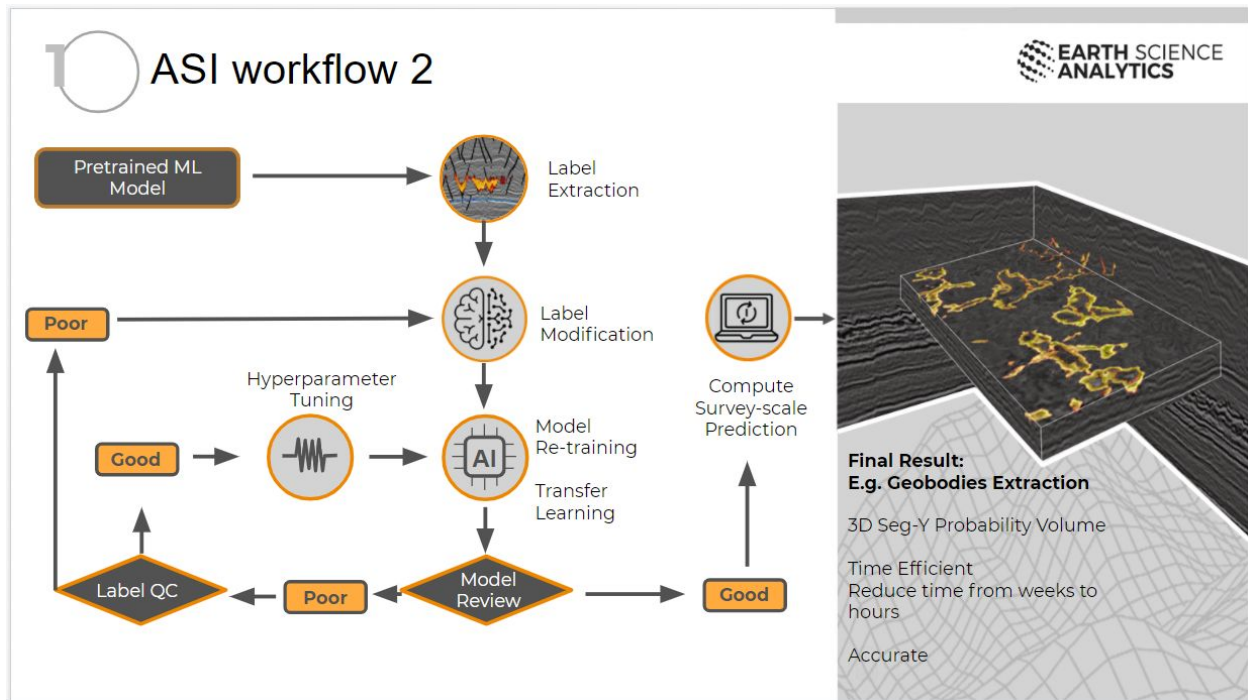 1
ASI workflow 2
EARTH SCIENCE
ANALYTICS
Pretrained ML
Model
Label
Extraction
Poor
Label
Modification
Hyperparameter
Tuning
Compute
Survey-scale
Prediction
Good
AI
Model
Re-training
Transfer
Learning
Label QC
Poor
Model
Review
Good
Final Result:
E.g. Geobodies Extraction
3D Seg-Y Probability Volume
Time Efficient
Reduce time from weeks to
hours
Accurate